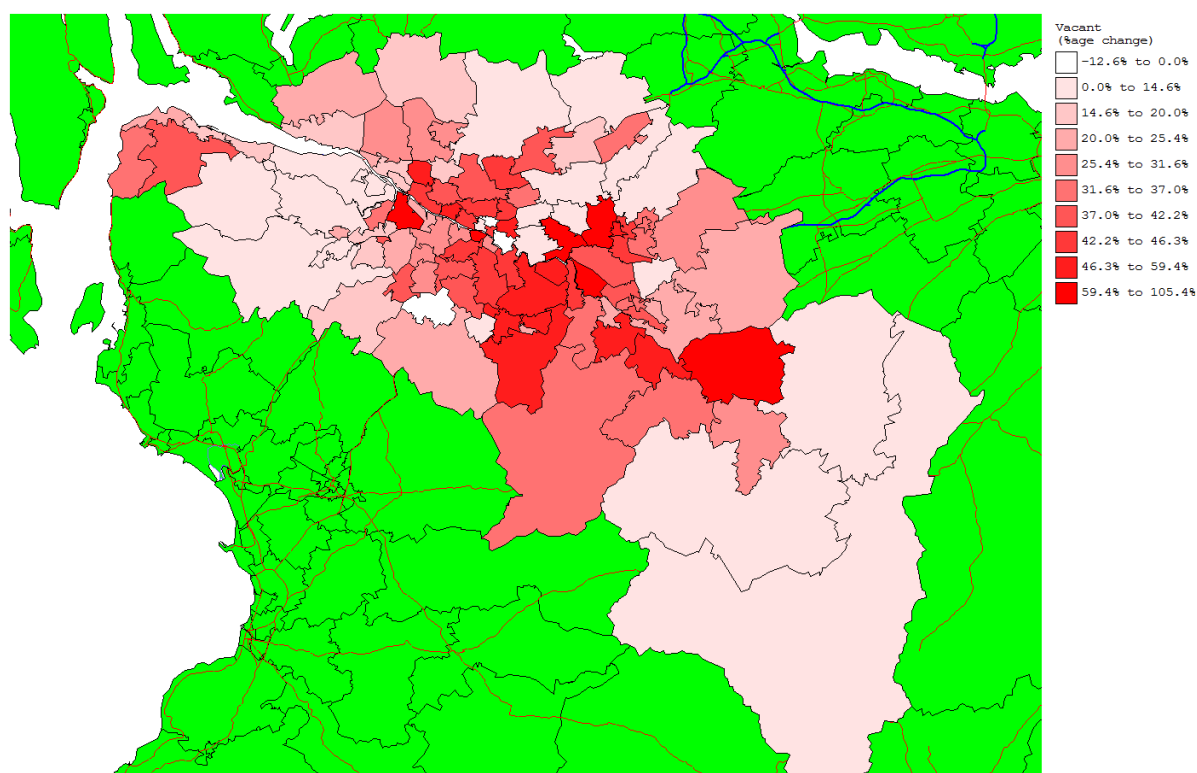 Vacant
(%age change)
-12.6% to 0.0%
0.0% to 14.6%
14.6% to 20.0%
20.0% to 25.4%
25.4% to 31.6%
31.6% to 37.0%
37.0% to 42.2%
42.2% to 46.3%
46.3% to 59.4%
59.4% to 105.4%